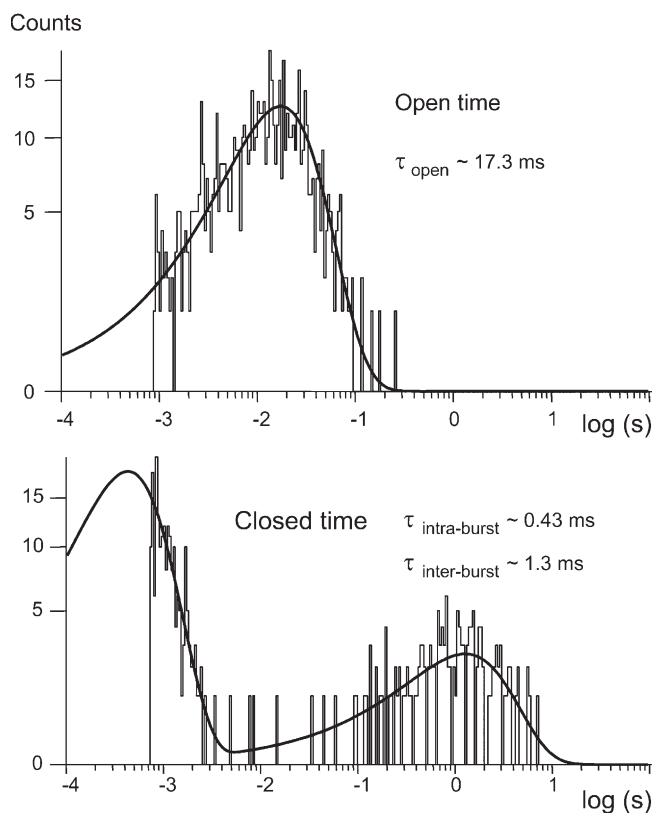 Counts
15
10
5
0
Open time
τ open ~ 17.3 ms
-4 -3 -2 -1 0 1 log (s)
15
10
5
0
Closed time
τ intra-burst ~ 0.43 ms
τ inter-burst ~ 1.3 ms
-4 -3 -2 -1 0 1
log (s)